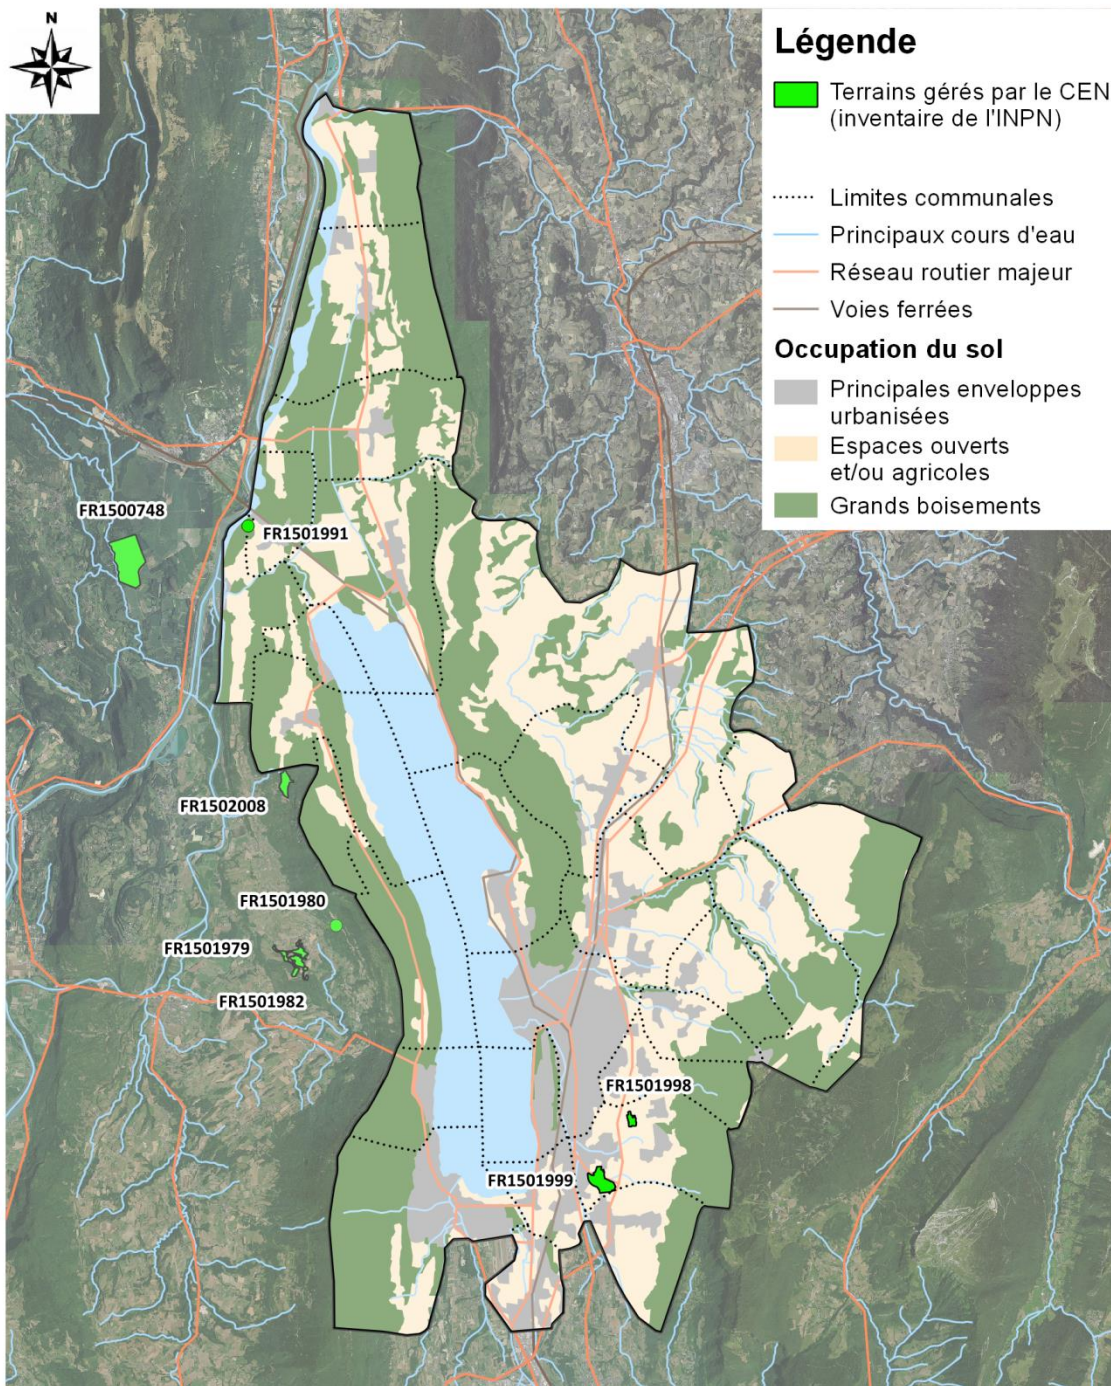 N
Légende
Terrains gérés par le CEN
(inventaire de l'INPN)
Limites communales
Principaux cours d'eau
Réseau routier majeur
Voies ferrées
Occupation du sol
Principales enveloppes
urbanisées
Espaces ouverts
et/ou agricoles
Grands boisements
FR1500748
FR1501991
FR1502008
FR1501980
FR1501979
FR1501982
FR1501998
FR1501999